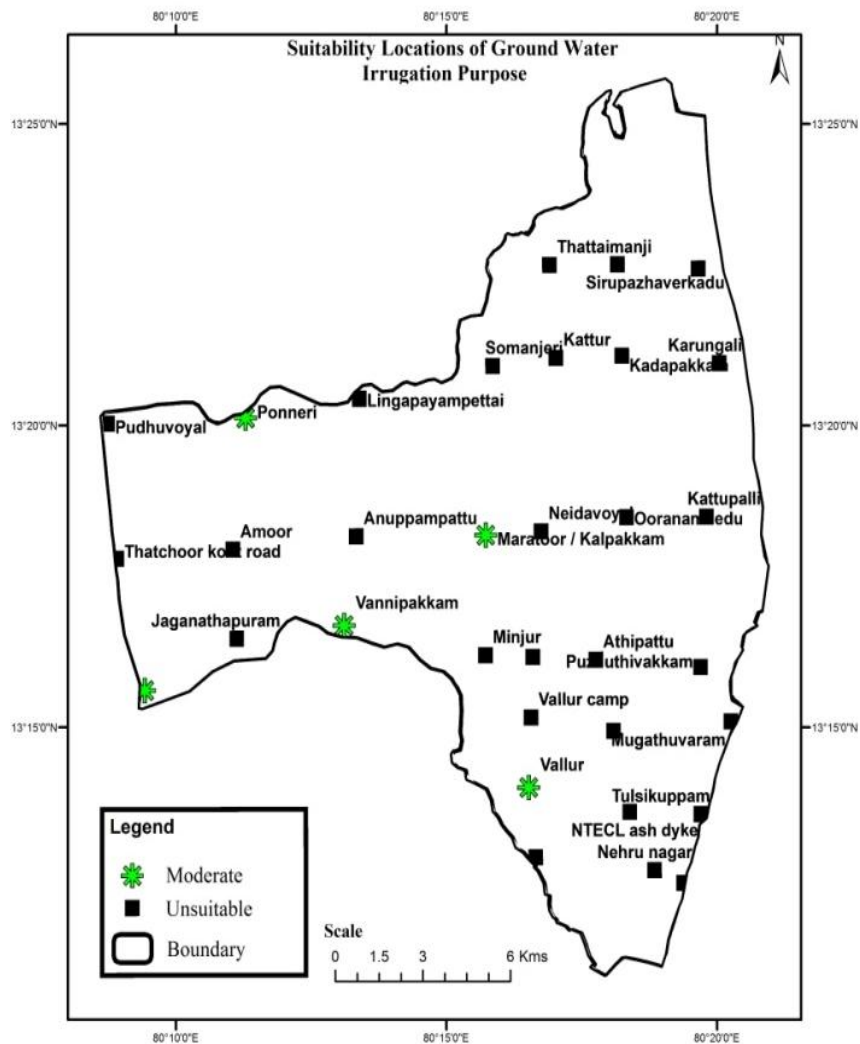 80°10'0"E 80°15'0"E 80°20'0"E
Suitability Locations of Ground Water
Irrugation Purpose
N
13°25'0"N 13°25'0"N
Thattaimanji
Sirupazhaverkadu
Somanjeri Kattur Karungali
Kadapakkam
Lingapayampettai
Ponneri
13°20'0"N 13°20'0"N
Pudhuvoyal
Kattupalli
Anuppampattu Neidavoyal Ooranammedu
Amoor
Maratoor / Kalpakkam
Thatchoor koot road
Vannipakkam
Jaganathapuram
Minjur Athipattu
Puzhuthivakkam
Vallur camp
13°15'0"N 13°15'0"N
Mugathuvaram
Vallur
Tulsikuppam
NTECL ash dyke
Nehru nagar
Legend
Moderate
Unsuitable
Boundary
Scale
0 1.5 3 6 Kms
80°10'0"E 80°15'0"E 80°20'0"E